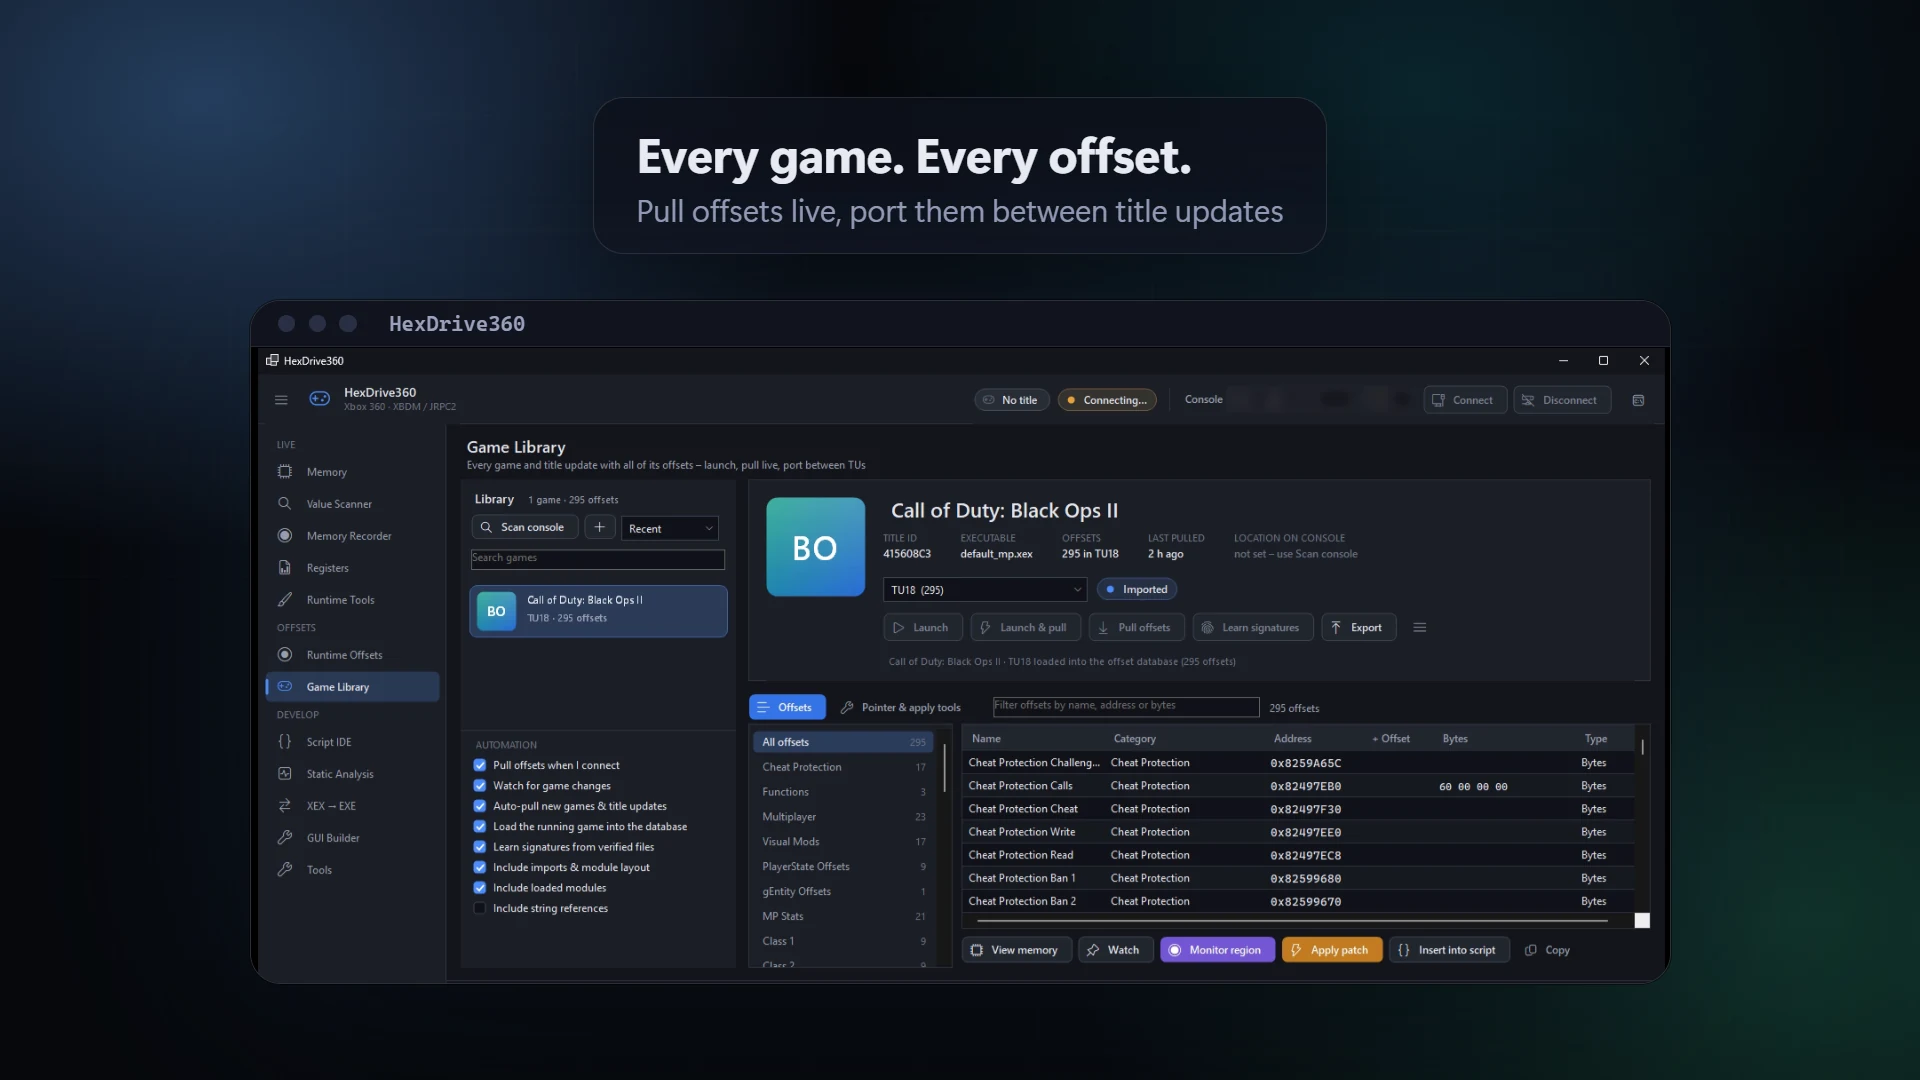 Every game. Every offset.
Pull offsets live, port them between title updates
HexDrive360
HexDrive360
HexDrive360
Xbox 360 · XBDM / JRPC2
No title
Connecting...
Console
Connect
Disconnect
LIVE
Memory
Value Scanner
Memory Recorder
Registers
Runtime Tools
OFFSETS
Runtime Offsets
Game Library
DEVELOP
Script IDE
Static Analysis
XEX → EXE
GUI Builder
Tools
Game Library
Every game and title update with all of its offsets – launch, pull live, port between TUs
Library 1 game · 295 offsets
Scan console
+
Recent
Search games
BO
Call of Duty: Black Ops II
TU18 · 295 offsets
AUTOMATION
Pull offsets when I connect
Watch for game changes
Auto-pull new games & title updates
Load the running game into the database
Learn signatures from verified files
Include imports & module layout
Include loaded modules
Include string references
BO
Call of Duty: Black Ops II
TITLE ID EXECUTABLE OFFSETS LAST PULLED LOCATION ON CONSOLE
415608C3 default_mp.xex 295 in TU18 2 h ago not set – use Scan console
TU18 (295)
Imported
Launch
Launch & pull
Pull offsets
Learn signatures
Export
Call of Duty: Black Ops II · TU18 loaded into the offset database (295 offsets)
Offsets
Pointer & apply tools
Filter offsets by name, address or bytes
295 offsets
All offsets 295
Cheat Protection 17
Functions 3
Multiplayer 23
Visual Mods 17
PlayerState Offsets 9
gEntity Offsets 1
MP Stats 21
Class 1 9
Class 2 9
Name Category Address + Offset Bytes Type
Cheat Protection Challeng... Cheat Protection 0x8259A65C Bytes
Cheat Protection Calls Cheat Protection 0x82497EB0 60 00 00 00 Bytes
Cheat Protection Cheat Cheat Protection 0x82497F30 Bytes
Cheat Protection Write Cheat Protection 0x82497EE0 Bytes
Cheat Protection Read Cheat Protection 0x82497EC8 Bytes
Cheat Protection Ban 1 Cheat Protection 0x82599680 Bytes
Cheat Protection Ban 2 Cheat Protection 0x82599670 Bytes
View memory
Watch
Monitor region
Apply patch
{} Insert into script
Copy